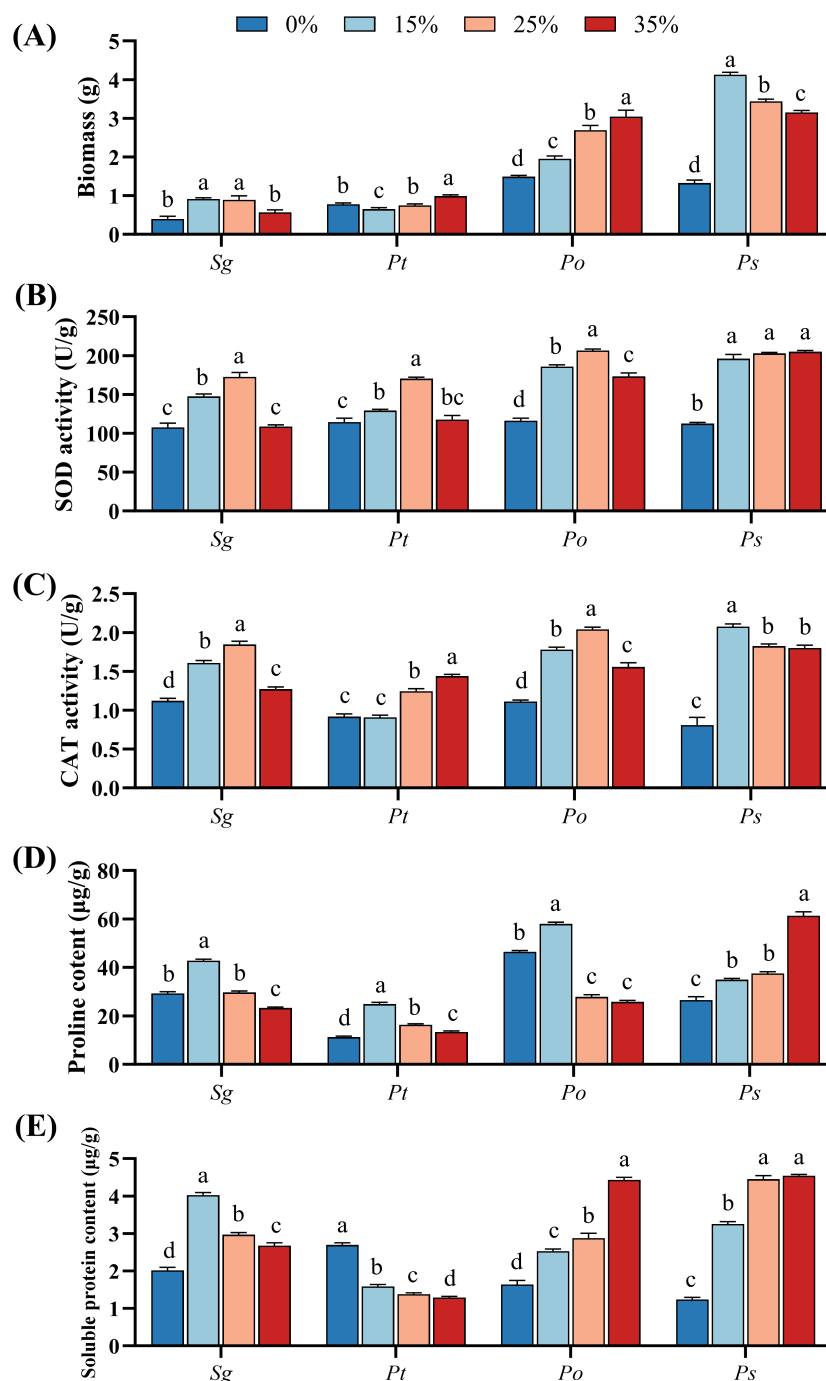 (A)
0% 15% 25% 35%
Biomass (g)
5
4
3
2
1
0
b a a b
b c b a
d c b a
d a b c
Sg Pt Po Ps
(B)
SOD activity (U/g)
250
200
150
100
50
0
c b a c
c b a bc
c b a c
b a a a
Sg Pt Po Ps
(C)
CAT activity (U/g)
2.5
2.0
1.5
1.0
0.5
0.0
d b a c
c c b a
d b a c
c a b b
Sg Pt Po Ps
(D)
Proline cotent (μg/g)
80
60
40
20
0
b a b c
d a b c
b a c c
c b b a
Sg Pt Po Ps
(E)
Soluble protein content (μg/g)
5
4
3
2
1
0
d a b c
a b c d
d c b a
c b a a
Sg Pt Po Ps